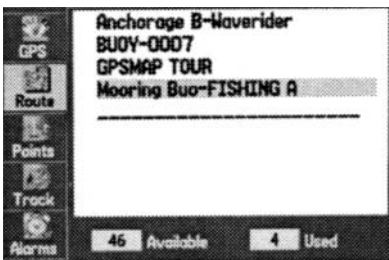 GPS
Route
Points
Track
Alarms
Anchorage B-Waverider
BUOY-0007
GPSMAP TOUR
Mooring Buo-FISHING A
46 Available
4 Used